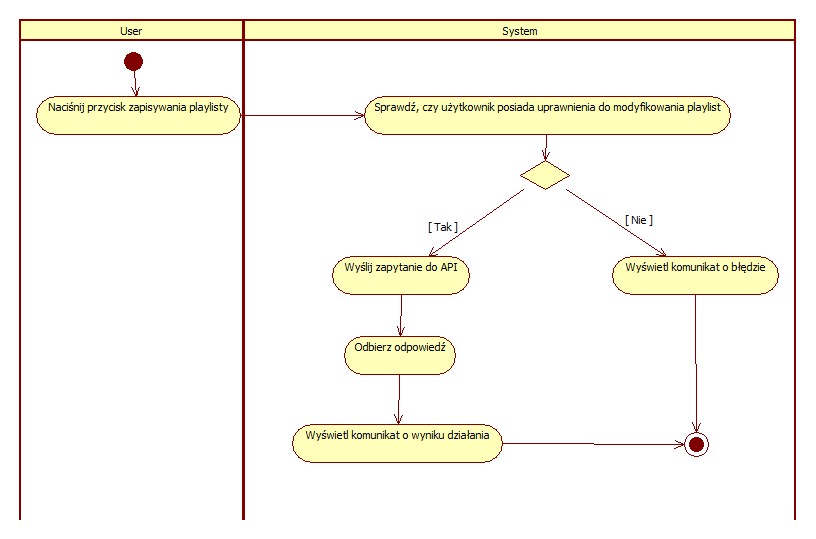 User
System
Naciśnij przycisk zapisywania playlisty
Sprawdź, czy użytkownik posiada uprawnienia do modyfikowania playlist
[ Tak ]
[ Nie ]
Wyślij zapytanie do API
Wyświetl komunikat o błędzie
Odbierz odpowiedź
Wyświetl komunikat o wyniku działania